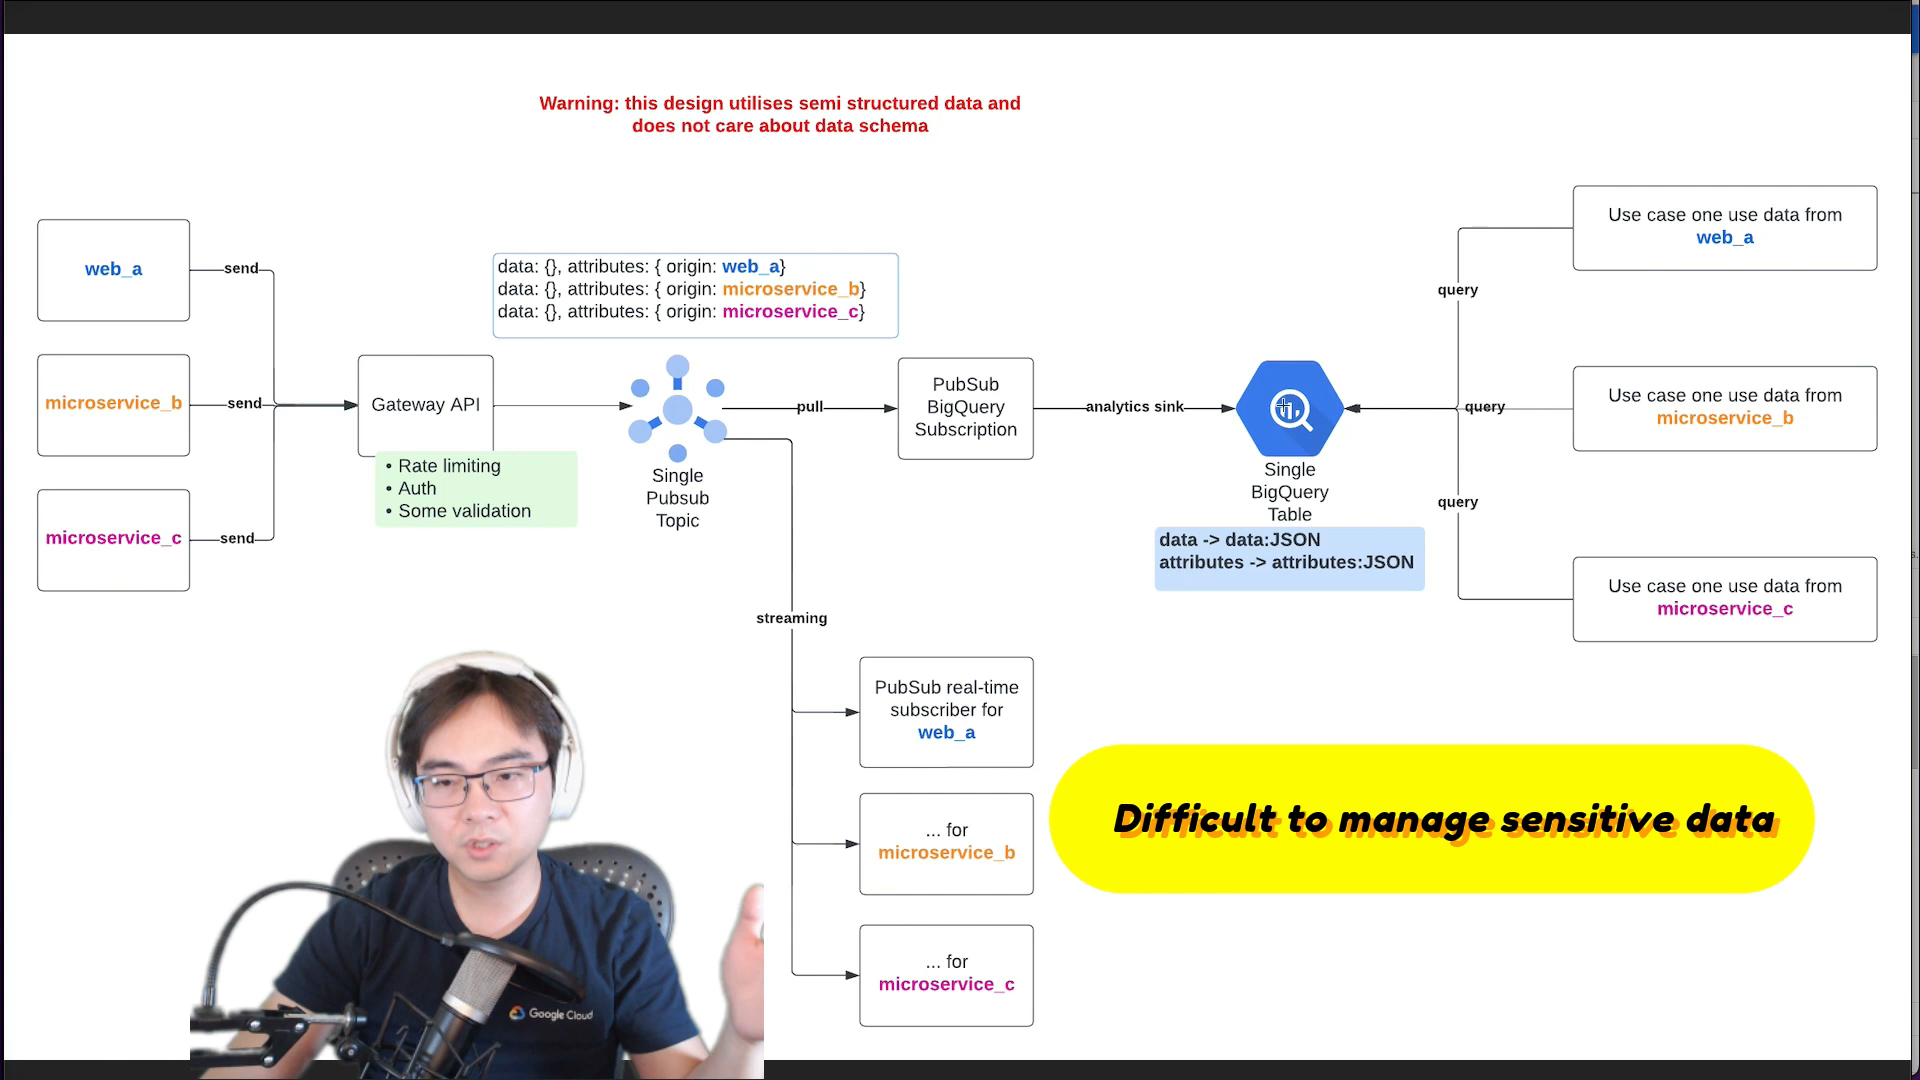 Warning: this design utilises semi structured data and
does not care about data schema
web_a
send
microservice_b
send
microservice_c
send
Gateway API
• Rate limiting
• Auth
• Some validation
data: {}, attributes: { origin: web_a}
data: {}, attributes: { origin: microservice_b}
data: {}, attributes: { origin: microservice_c}
Single
Pubsub
Topic
pull
PubSub
BigQuery
Subscription
analytics sink
Single
BigQuery
Table
data -> data:JSON
attributes -> attributes:JSON
query
query
query
Use case one use data from
web_a
Use case one use data from
microservice_b
Use case one use data from
microservice_c
streaming
PubSub real-time
subscriber for
web_a
... for
microservice_b
... for
microservice_c
Difficult to manage sensitive data
Google Cloud